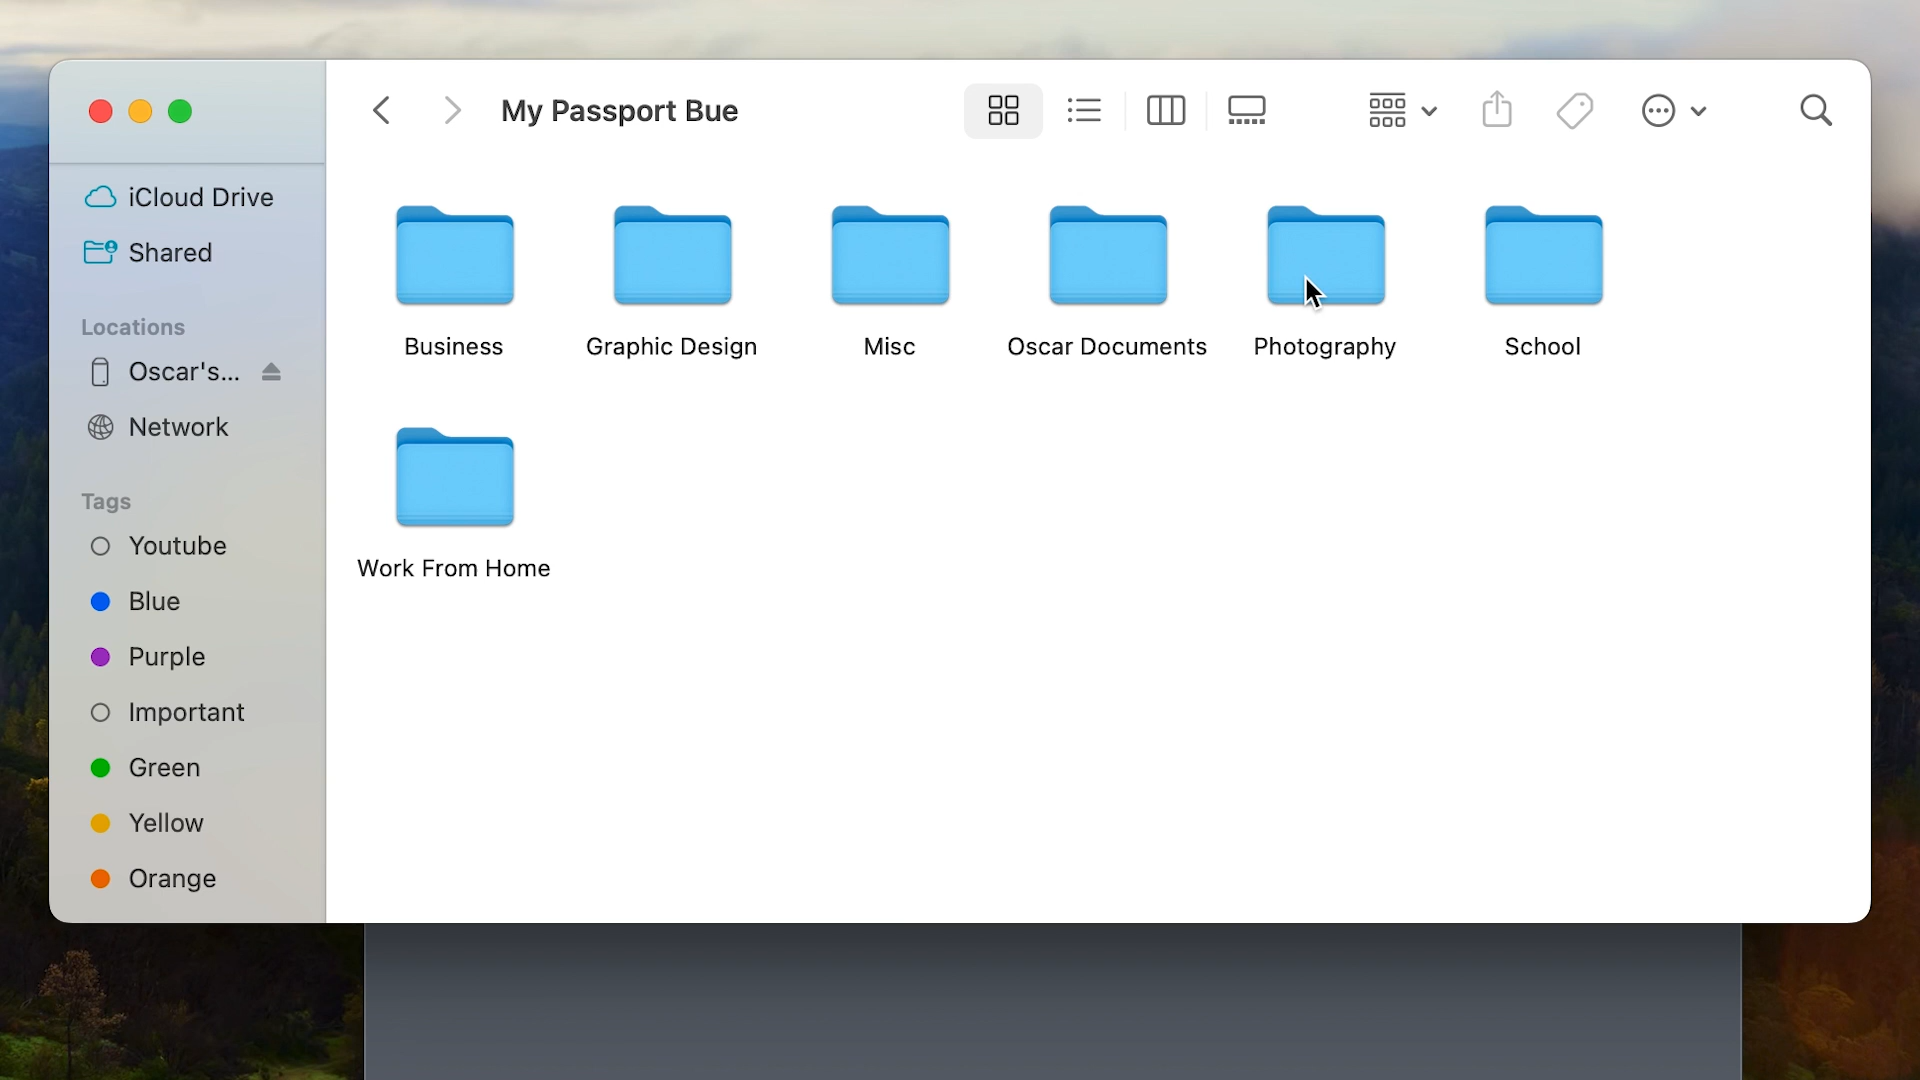 My Passport Bue
iCloud Drive
Shared
Locations
Oscar's...
Network
Tags
Youtube
Blue
Purple
Important
Green
Yellow
Orange
Business
Graphic Design
Misc
Oscar Documents
Photography
School
Work From Home